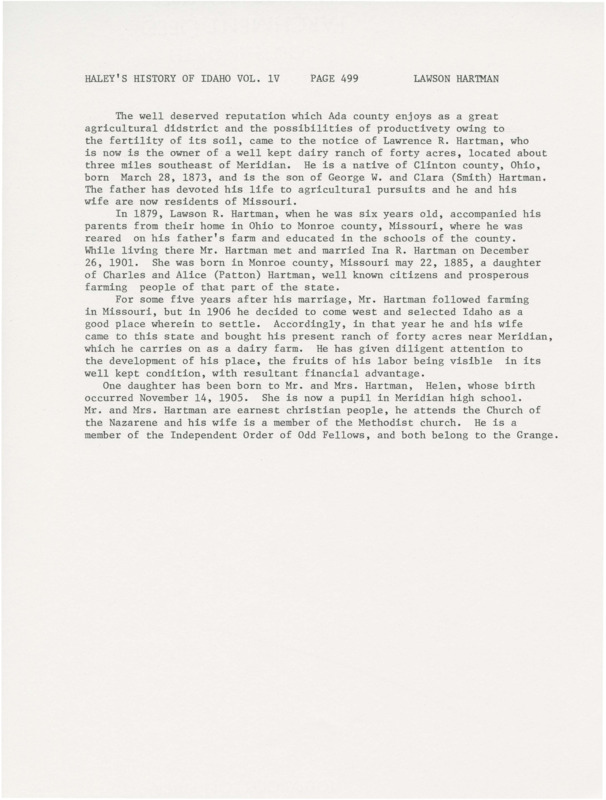 HALEY'S HISTORY OF IDAHO VOL. 1V     PAGE 499          LAWSON HARTMAN
The well deserved reputation which Ada county enjoys as a great
agricultural didstrict and the possibilities of productivety owing to
the fertility of its soil, came to the notice of Lawrence R. Hartman, who
is now is the owner of a well kept dairy ranch of forty acres, located about
three miles southeast of Meridian.  He is a native of Clinton county, Ohio,
born  March 28, 1873, and is the son of George W. and Clara (Smith) Hartman.
The father has devoted his life to agricultural pursuits and he and his
wife are now residents of Missouri.
In 1879, Lawson R. Hartman, when he was six years old, accompanied his
parents from their home in Ohio to Monroe county, Missouri, where he was
reared  on his father's farm and educated in the schools of the county.
While living there Mr. Hartman met and married Ina R. Hartman on December
26, 1901.  She was born in Monroe county, Missouri may 22, 1885, a daughter
of Charles and Alice (Patton) Hartman, well known citizens and prosperous
farming  people of that part of the state.
For some five years after his marriage, Mr. Hartman followed farming
in Missouri, but in 1906 he decided to come west and selected Idaho as a
good place wherein to settle.  Accordingly, in that year he and his wife
came to this state and bought his present ranch of forty acres near Meridian,
which he carries on as a dairy farm.  He has given diligent attention to
the development of his place, the fruits of his labor being visible  in its
well kept condition, with resultant financial advantage.
One daughter has been born to Mr. and Mrs. Hartman,  Helen, whose birth
occurred November 14, 1905.  She is now a pupil in Meridian high school.
Mr. and Mrs. Hartman are earnest christian people, he attends the Church of
the Nazarene and his wife is a member of the Methodist church.  He is a
member of the Independent Order of Odd Fellows, and both belong to the Grange.